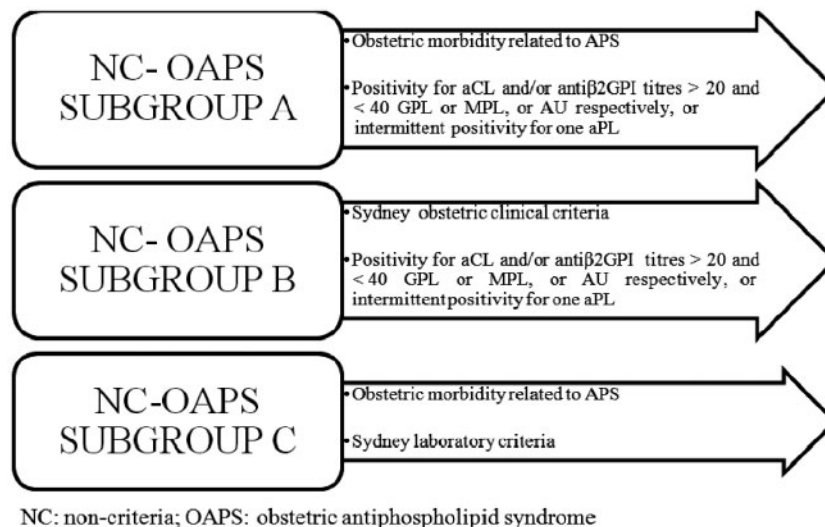 NC- OAPS
SUBGROUP A
•Obstetric morbidity related to APS
•Positivity for aCL and/or antiβ2GPI titres > 20 and
< 40 GPL or MPL, or AU respectively, or
intermittent positivity for one aPL
NC- OAPS
SUBGROUP B
•Sydney obstetric clinical criteria
•Positivity for aCL and/or antiβ2GPI titres > 20 and
< 40 GPL or MPL, or AU respectively, or
intermittent positivity for one aPL
NC-OAPS
SUBGROUP C
•Obstetric morbidity related to APS
•Sydney laboratory criteria
NC: non-criteria; OAPS: obstetric antiphospholipid syndrome